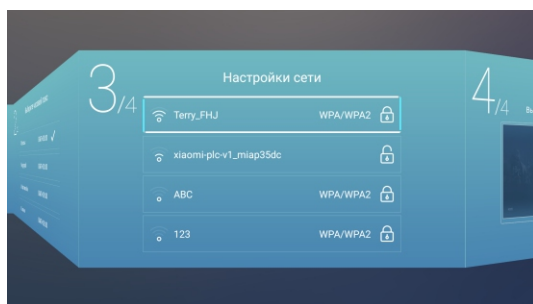 3/4
Настройки сети
Terry_FHJ WPA/WPA2
xiaomi-plc-v1_miap35dc
ABC WPA/WPA2
123 WPA/WPA2
4/4